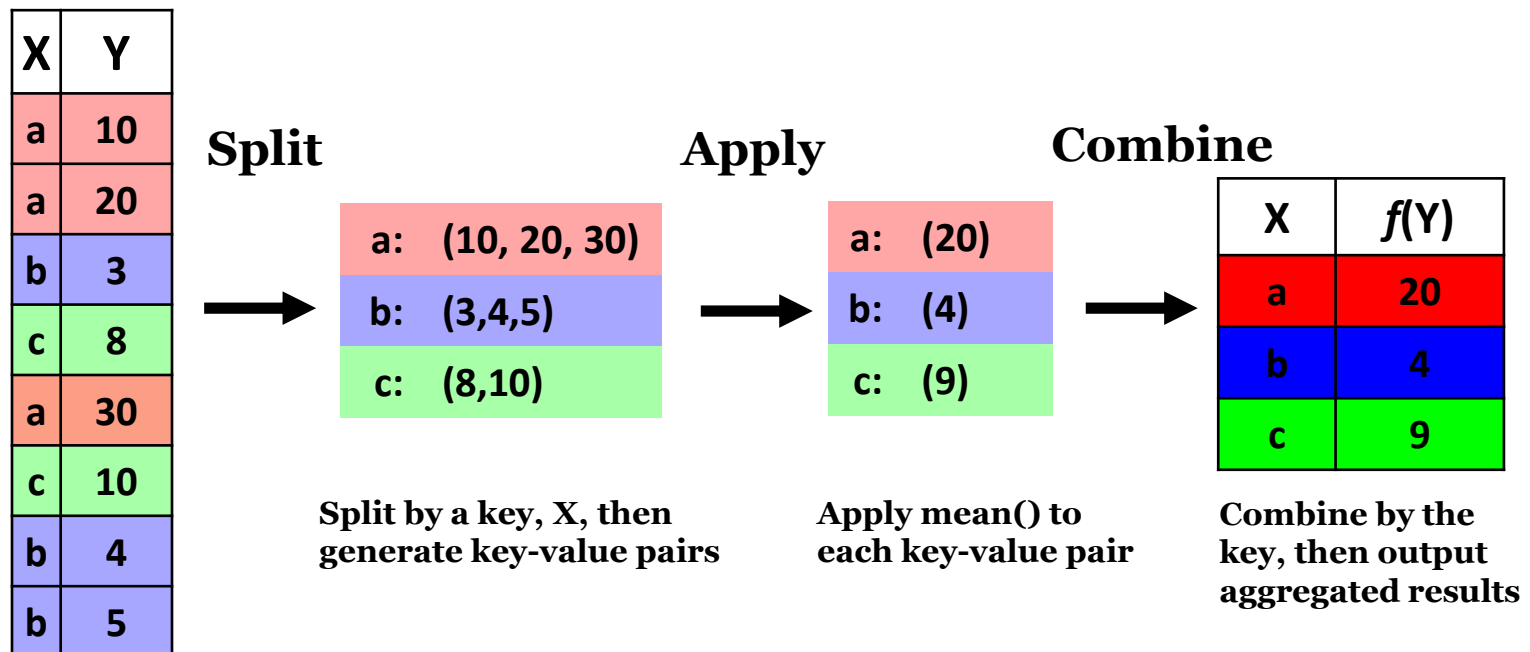 X Y
a 10
a 20
b 3
c 8
a 30
c 10
b 4
b 5
Split
a: (10, 20, 30)
b: (3,4,5)
c: (8,10)
Split by a key, X, then
generate key-value pairs
Apply
a: (20)
b: (4)
c: (9)
Apply mean() to
each key-value pair
Combine
X f(Y)
a 20
b 4
c 9
Combine by the
key, then output
aggregated results